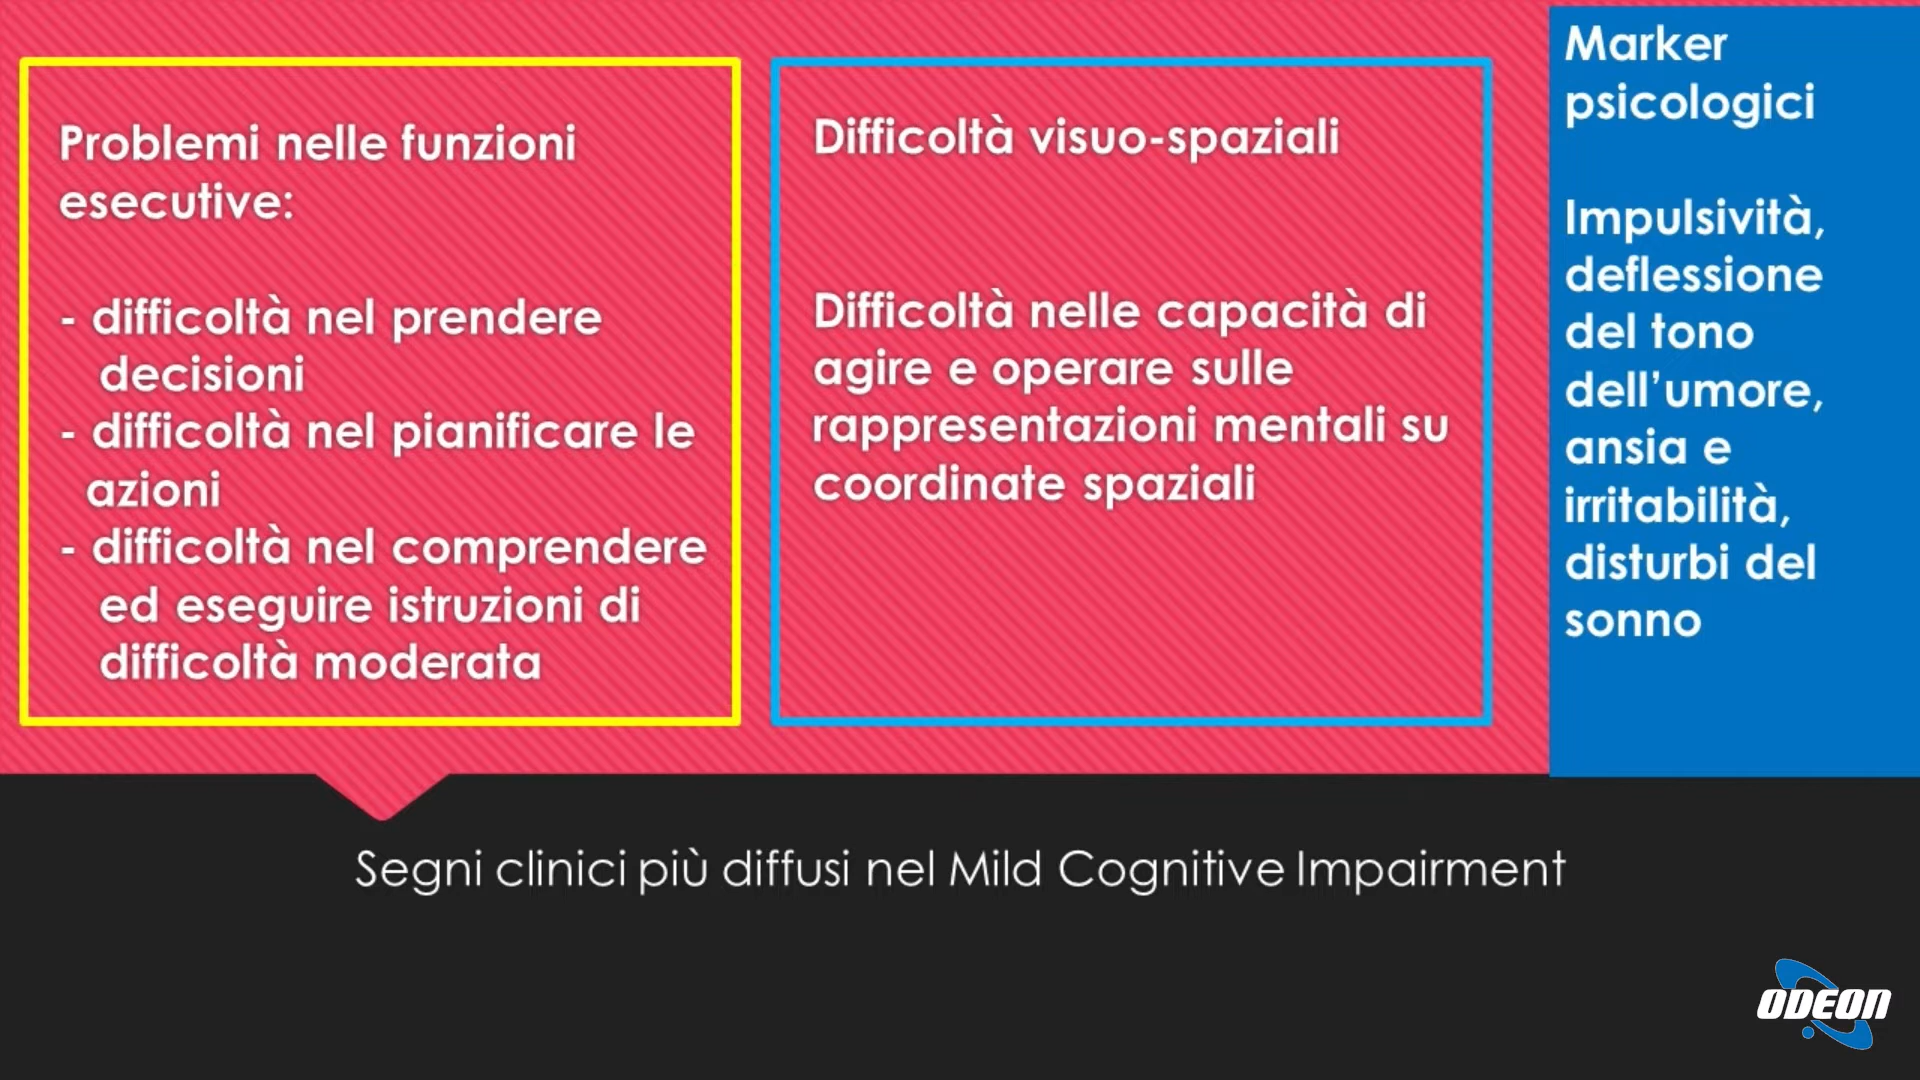 Problemi nelle funzioni
esecutive:
- difficoltà nel prendere
decisioni
- difficoltà nel pianificare le
azioni
- difficoltà nel comprendere
ed eseguire istruzioni di
difficoltà moderata
Difficoltà visuo-spaziali
Difficoltà nelle capacità di
agire e operare sulle
rappresentazioni mentali su
coordinate spaziali
Marker
psicologici
Impulsività,
deflessione
del tono
dell’umore,
ansia e
irritabilità,
disturbi del
sonno
Segni clinici più diffusi nel Mild Cognitive Impairment
ODEON